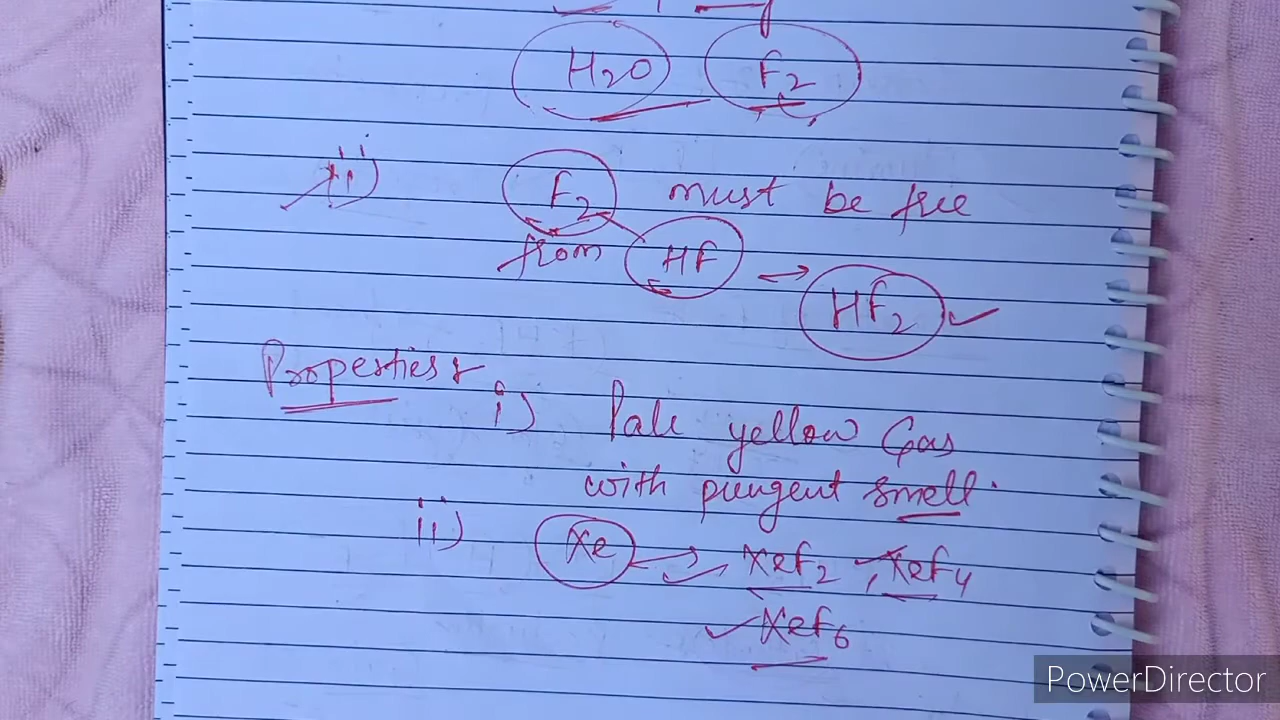 H₂O F₂
iii) F₂ must be free
from HF → HF₂
Properties
i) Pale yellow Gas
with pungent smell.
ii) Xe → XeF₂, XeF₄
XeF₆
PowerDirector